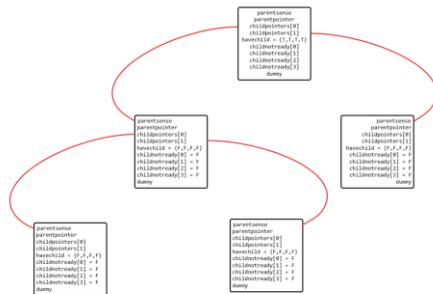 parentsense
parentpointer
childpointers[0]
childpointers[1]
havechild = {T,T,T,T}
childnotready[0]
childnotready[1]
childnotready[2]
childnotready[3]
dummy
parentsense
parentpointer
childpointers[0]
childpointers[1]
havechild = {F,F,F,F}
childnotready[0] = F
childnotready[1] = F
childnotready[2] = F
childnotready[3] = F
dummy
parentsense
parentpointer
childpointers[0]
childpointers[1]
havechild = {F,F,F,F}
childnotready[0] = F
childnotready[1] = F
childnotready[2] = F
childnotready[3] = F
dummy
parentsense
parentpointer
childpointers[0]
childpointers[1]
havechild = {F,F,F,F}
childnotready[0] = F
childnotready[1] = F
childnotready[2] = F
childnotready[3] = F
dummy
parentsense
parentpointer
childpointers[0]
childpointers[1]
havechild = {F,F,F,F}
childnotready[0] = F
childnotready[1] = F
childnotready[2] = F
childnotready[3] = F
dummy